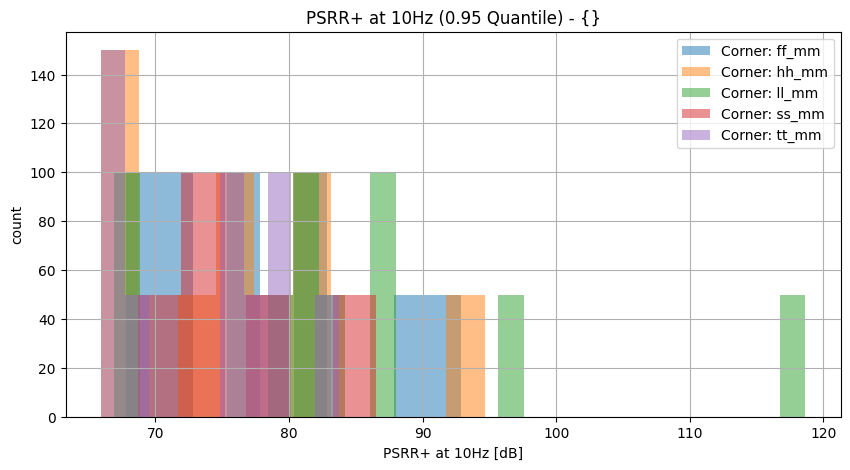 PSRR+ at 10Hz (0.95 Quantile) - {}
Corner: ff_mm
Corner: hh_mm
Corner: ll_mm
Corner: ss_mm
Corner: tt_mm
140
120
100
80
60
40
20
0
count
70 80 90 100 110 120
PSRR+ at 10Hz [dB]